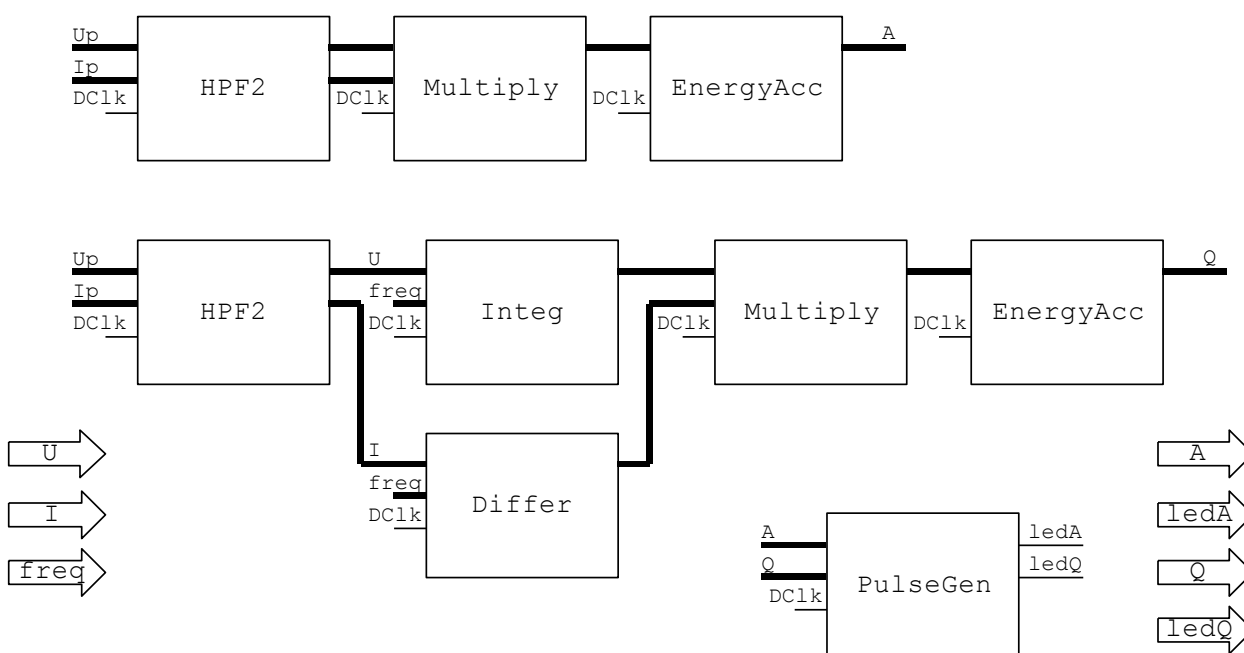 Up
Ip
DClk
HPF2
DClk
Multiply
DClk
EnergyAcc
A
Up
Ip
DClk
HPF2
U
freq
DClk
Integ
DClk
Multiply
DClk
EnergyAcc
Q
I
freq
DClk
Differ
U
I
freq
A
Q
DClk
PulseGen
ledA
ledQ
A
ledA
Q
ledQ